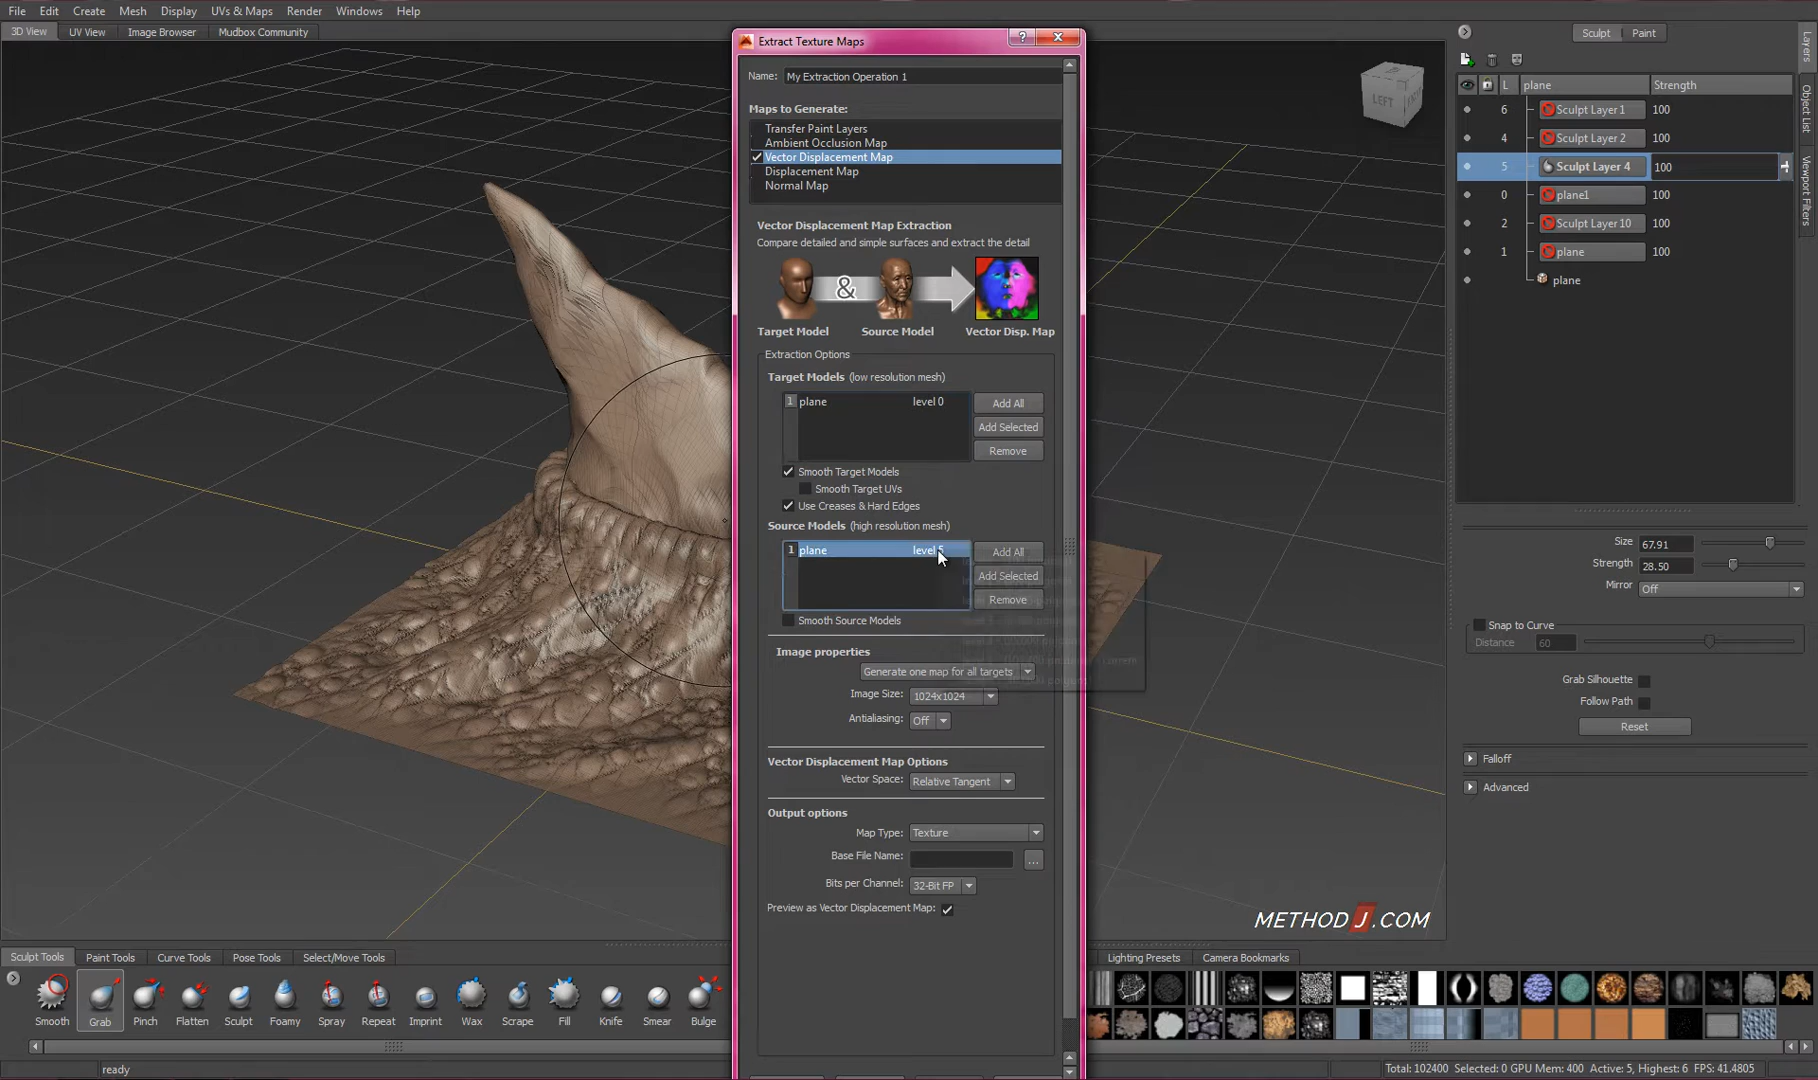 File Edit Create Mesh Display UVs & Maps Render Windows Help
3D View UV View Image Browser Mudbox Community
Extract Texture Maps
?
Name: My Extraction Operation 1
Maps to Generate:
Transfer Paint Layers
Ambient Occlusion Map
Vector Displacement Map
Displacement Map
Normal Map
Vector Displacement Map Extraction
Compare detailed and simple surfaces and extract the detail
&
Target Model Source Model Vector Disp. Map
Extraction Options
Target Models (low resolution mesh)
1 plane level 0
Add All
Add Selected
Remove
Smooth Target Models
Smooth Target UVs
Use Creases & Hard Edges
Source Models (high resolution mesh)
1 plane level 5
Add All
Add Selected
Remove
Smooth Source Models
Image properties
Generate one map for all targets
Image Size: 1024x1024
Antialiasing: Off
Vector Displacement Map Options
Vector Space: Relative Tangent
Output options
Map Type: Texture
Base File Name: ...
Bits per Channel: 32-Bit FP
Preview as Vector Displacement Map:
LEFT
METHOD J .COM
Sculpt Paint
L plane Strength
6 Sculpt Layer 1 100
4 Sculpt Layer 2 100
5 Sculpt Layer 4 100
0 plane1 100
2 Sculpt Layer 10 100
1 plane 100
plane
Layers
Object List
Viewport Filters
Size 67.91
Strength 28.50
Mirror Off
Snap to Curve
Distance 60
Grab Silhouette
Follow Path
Reset
Falloff
Advanced
Sculpt Tools Paint Tools Curve Tools Pose Tools Select/Move Tools
Lighting Presets Camera Bookmarks
Smooth Grab Pinch Flatten Sculpt Foamy Spray Repeat Imprint Wax Scrape Fill Knife Smear Bulge
ready
Total: 102400 Selected: 0 GPU Mem: 400 Active: 5, Highest: 6 FPS: 41.4805